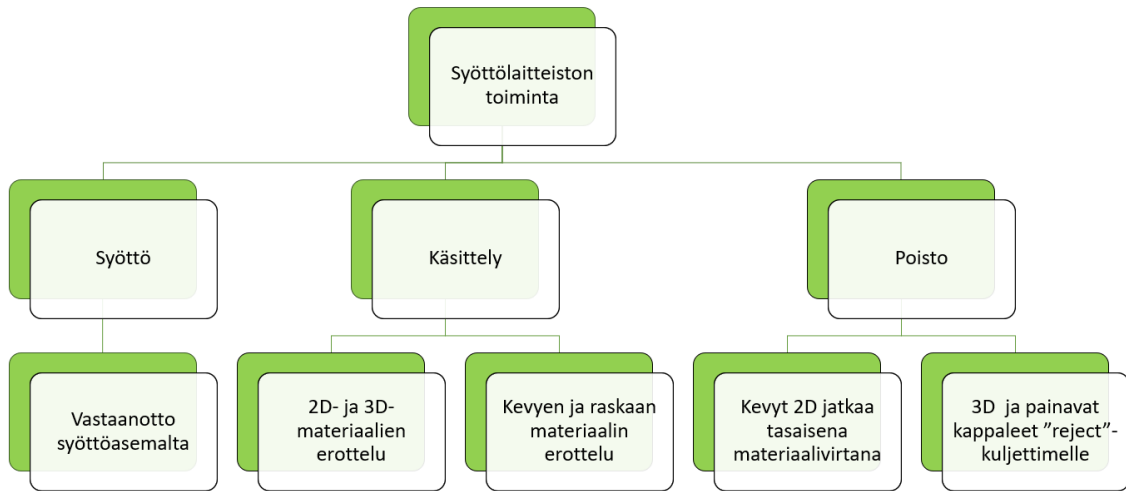 Syöttölaitteiston
toiminta
Syöttö
Käsittely
Poisto
Vastaanotto
syöttöasemalta
2D- ja 3D-
materiaalien
erottelu
Kevyen ja raskaan
materiaalin
erottelu
Kevyt 2D jatkaa
tasaisena
materiaalivirtana
3D  ja painavat
kappaleet ”reject”-
kuljettimelle